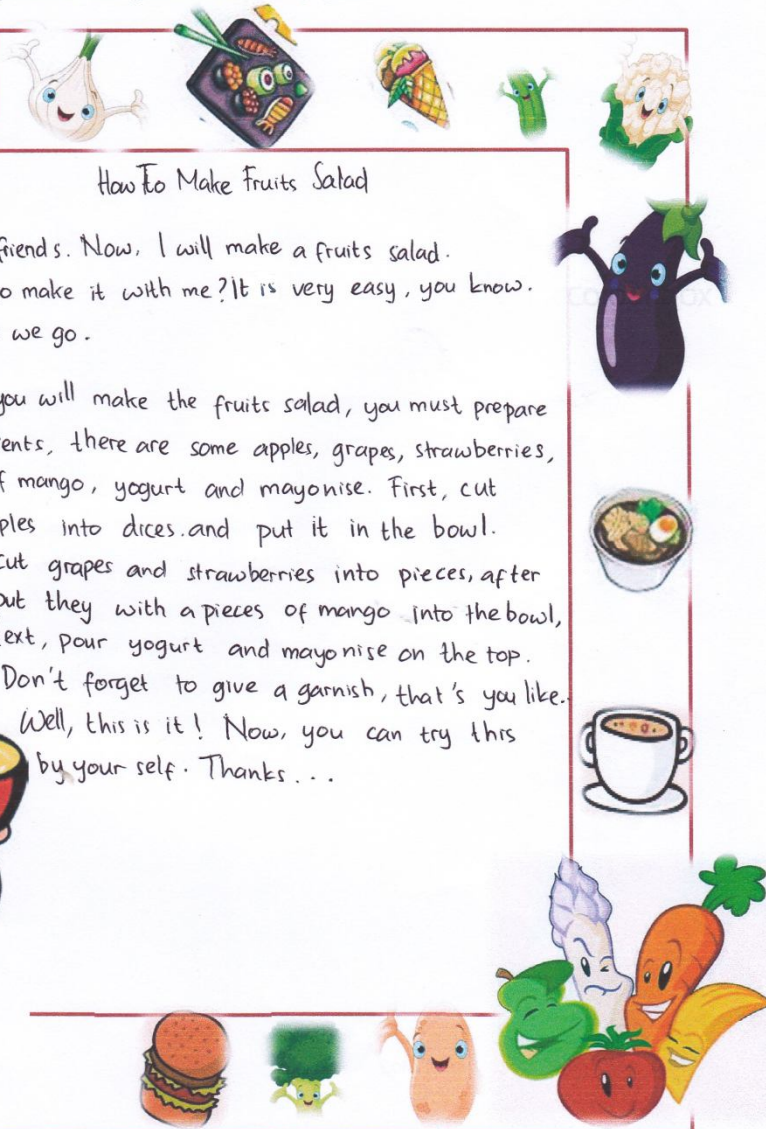 How To Make Fruits Salad
friends. Now, I will make a fruits salad.
o make it with me? It is very easy, you know.
we go.
you will make the fruits salad, you must prepare
ents, there are some apples, grapes, strawberries,
f mango, yogurt and mayonise. First, cut
ples into dices.and put it in the bowl.
cut grapes and strawberries into pieces, after
put they with a pieces of mango into the bowl,
ext, pour yogurt and mayonise on the top.
Don't forget to give a garnish, that's you like.
Well, this is it! Now, you can try this
by your self. Thanks...